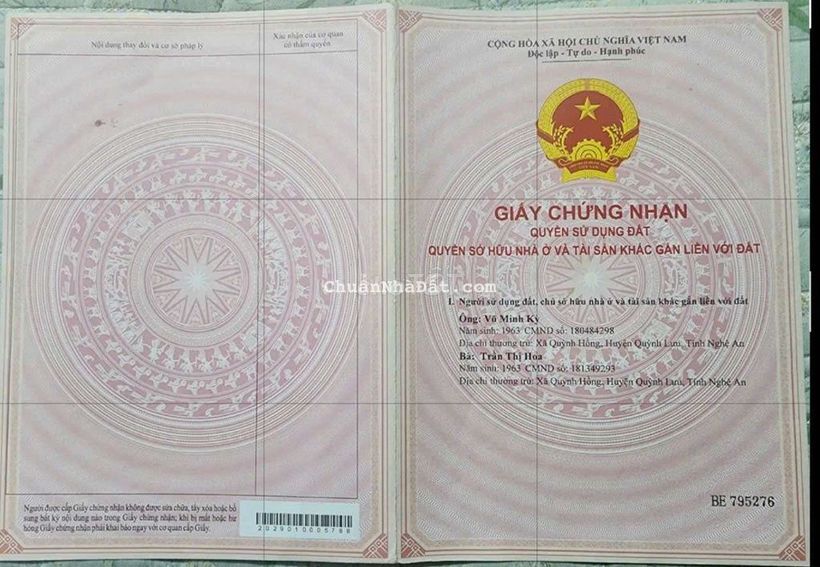 Nội dung thay đổi và cơ sở pháp lý
Xác nhận của cơ quan
có thẩm quyền
Người được cấp Giấy chứng nhận không được sửa chữa, tẩy xóa hoặc bổ
sung bất kỳ nội dung nào trong Giấy chứng nhận; khi bị mất hoặc hư
hỏng Giấy chứng nhận phải khai báo ngay với cơ quan cấp Giấy.
2029010005788
CỘNG HÒA XÃ HỘI CHỦ NGHĨA VIỆT NAM
Độc lập - Tự do - Hạnh phúc
GIẤY CHỨNG NHẬN
QUYỀN SỬ DỤNG ĐẤT
QUYỀN SỞ HỮU NHÀ Ở VÀ TÀI SẢN KHÁC GẮN LIỀN VỚI ĐẤT
ChuẩnNhàĐất.com
I. Người sử dụng đất, chủ sở hữu nhà ở và tài sản khác gắn liền với đất
Ông: Vũ Minh Kỳ
Năm sinh: 1963 CMND số: 180484298
Địa chỉ thường trú: Xã Quỳnh Hồng, Huyện Quỳnh Lưu, Tỉnh Nghệ An
Bà: Trần Thị Hoa
Năm sinh: 1963 CMND số: 181349293
Địa chỉ thường trú: Xã Quỳnh Hồng, Huyện Quỳnh Lưu, Tỉnh Nghệ An
BE 795276